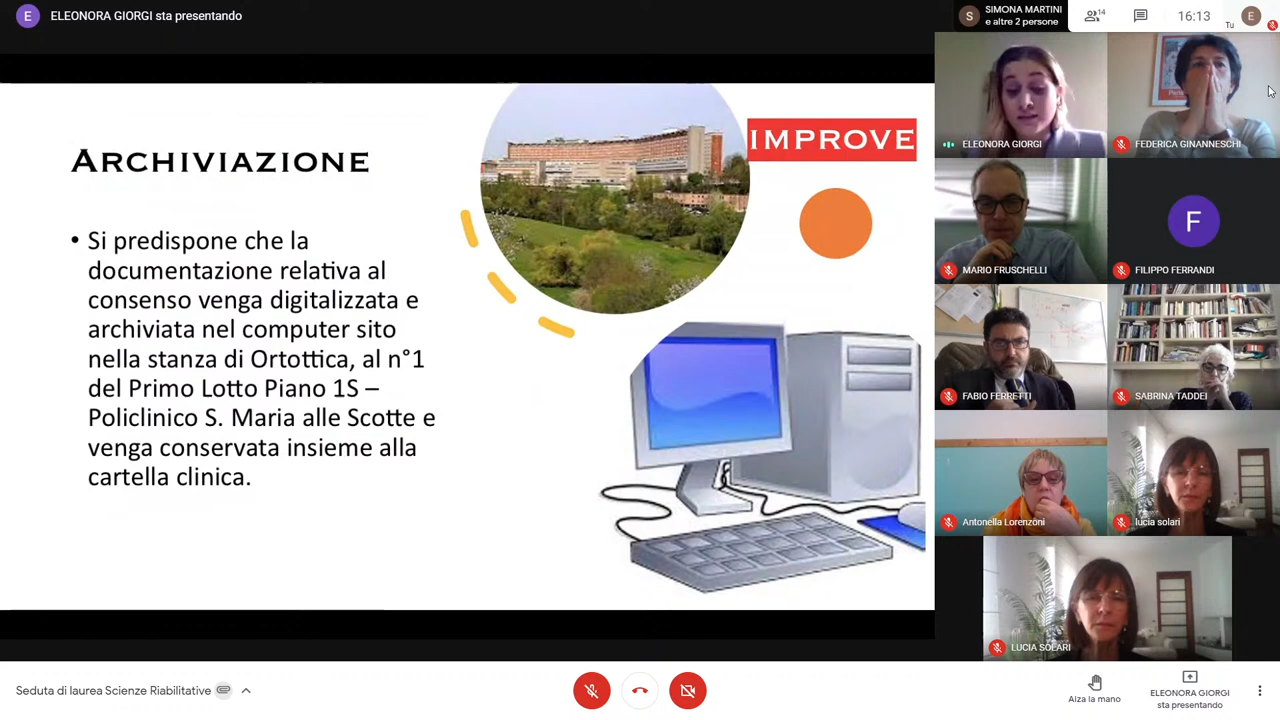 E ELEONORA GIORGI sta presentando
S SIMONA MARTINI
e altre 2 persone
14
16:13
Tu
E
ARCHIVIAZIONE
IMPROVE
• Si predispone che la
documentazione relativa al
consenso venga digitalizzata e
archiviata nel computer sito
nella stanza di Ortottica, al n°1
del Primo Lotto Piano 1S –
Policlinico S. Maria alle Scotte e
venga conservata insieme alla
cartella clinica.
ELEONORA GIORGI
FEDERICA GINANNESCHI
MARIO FRUSCHELLI
F
FILIPPO FERRANDI
FABIO FERRETTI
SABRINA TADDEI
Antonella Lorenzoni
lucia solari
LUCIA SOLARI
Seduta di laurea Scienze Riabilitative
Alza la mano
ELEONORA GIORGI
sta presentando